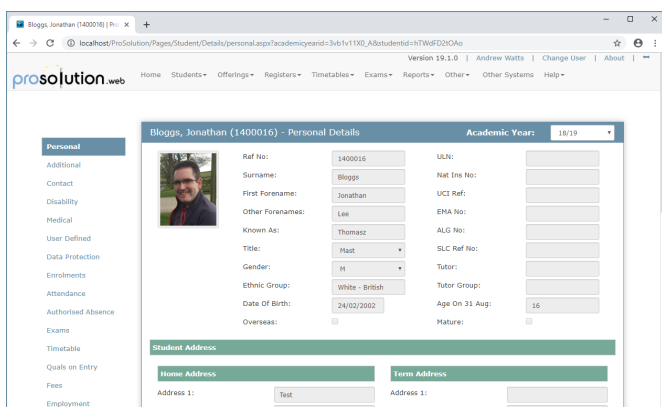 Bloggs, Jonathan (1400016) | Pro
localhost/ProSolution/Pages/Student/Details/personal.aspx?academicyearid=3vb1v11X0_A&studentid=hTWdFD2tOAo
Version 19.1.0 | Andrew Watts | Change User | About |
prosolution.web
Home Students Offerings Registers Timetables Exams Reports Other Other Systems Help
Bloggs, Jonathan (1400016) - Personal Details Academic Year: 18/19
Personal
Additional
Contact
Disability
Medical
User Defined
Data Protection
Enrolments
Attendance
Authorised Absence
Exams
Timetable
Quals on Entry
Fees
Employment
Ref No: 1400016 ULN:
Surname: Bloggs Nat Ins No:
First Forename: Jonathan UCI Ref:
Other Forenames: Lee EMA No:
Known As: Thomasz ALG No:
Title: Mast SLC Ref No:
Gender: M Tutor:
Ethnic Group: White - British Tutor Group:
Date Of Birth: 24/02/2002 Age On 31 Aug: 16
Overseas: Mature:
Student Address
Home Address Term Address
Address 1: Test Address 1: